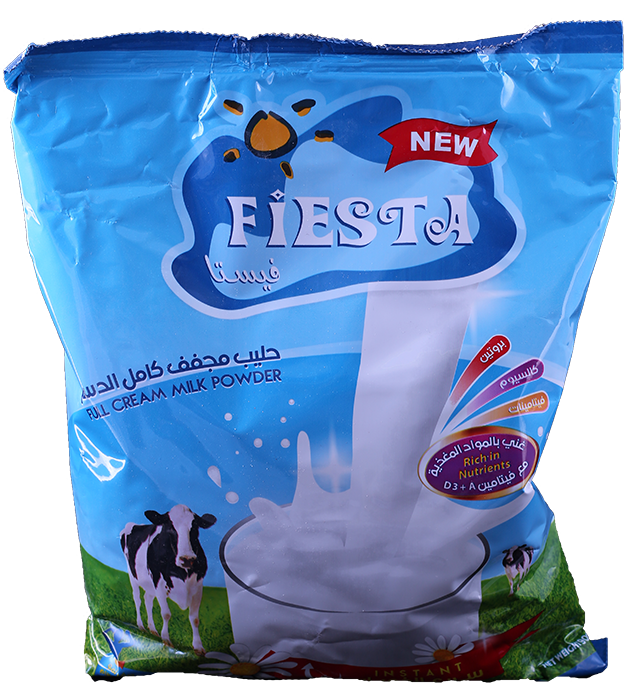 NEW
FIESTA
فيستا
حليب مجفف كامل
FULL CREAM MILK POWDER
بروتين
كالسيوم
فيتامينات
غني بالمواد المغذية
Rich in
Nutrients
مع فيتامين D3 + A
INSTANT